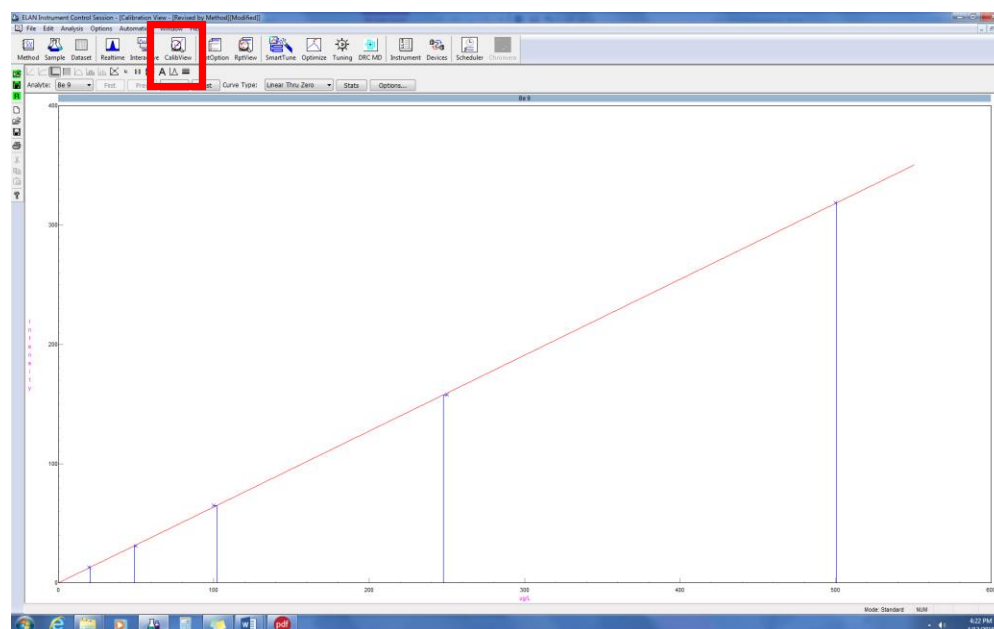 ELAN Instrument Control Session - [Calibration View - [Revised by Method][Modified]]
File Edit Analysis Options Automation Window
Method Sample Dataset Realtime CalibView RptView SmartTune Optimize Tuning DRC MD Instrument Devices Scheduler
Analyte: Be 9 First Curve Type: Linear Thru Zero Stats Options...
Be 9
400
300
Intensity
200
100
0 100 200 300 400 500 600
ug/L
Mode: Standard NUM
4:22 PM